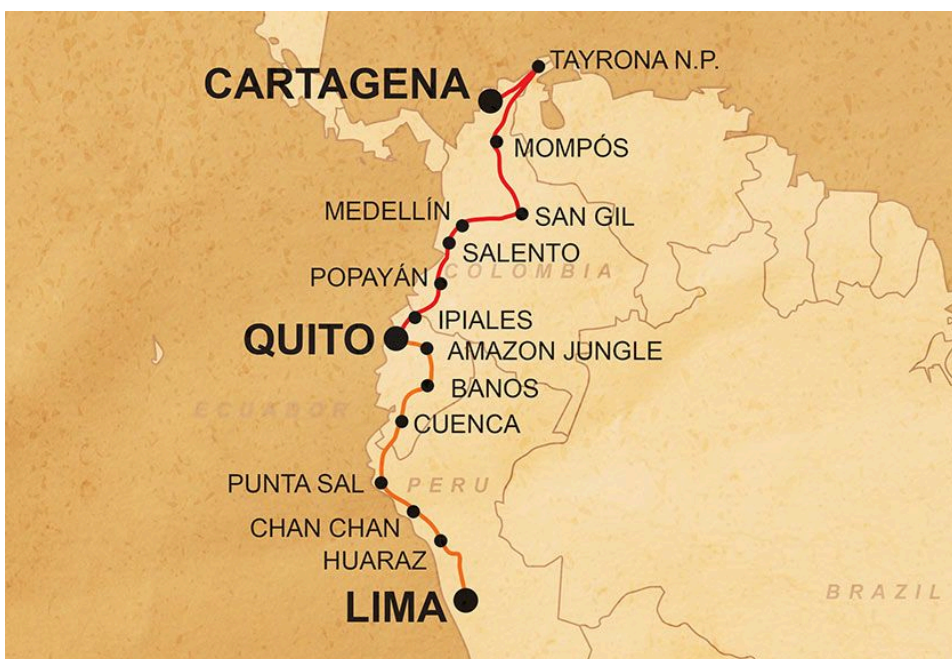 TAYRONA N.P.
CARTAGENA
MOMPÓS
MEDELLÍN
SAN GIL
SALENTO
COLOMBIA
POPAYÁN
IPIALES
QUITO
AMAZON JUNGLE
BANOS
ECUADOR
CUENCA
PUNTA SAL
PERU
CHAN CHAN
HUARAZ
BRAZIL
LIMA